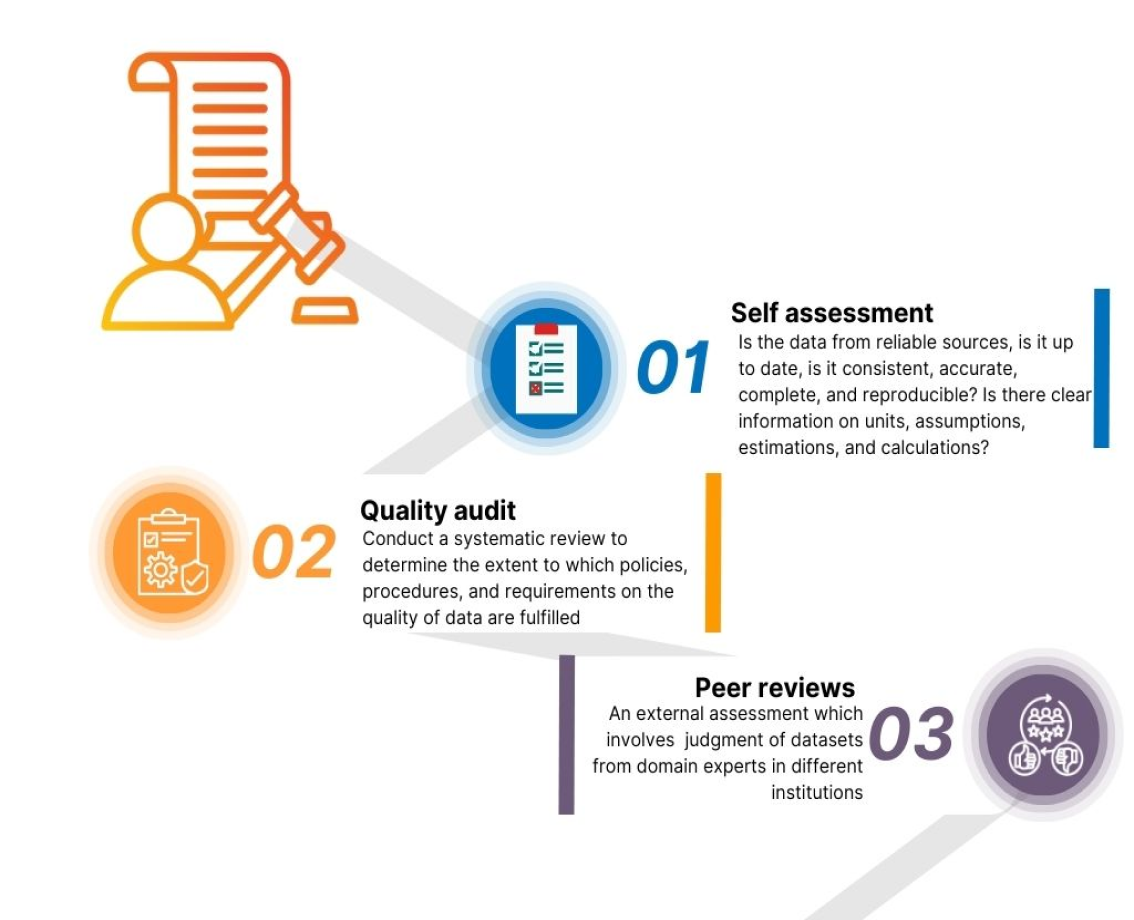 01
Self assessment
Is the data from reliable sources, is it up
to date, is it consistent, accurate,
complete, and reproducible? Is there clear
information on units, assumptions,
estimations, and calculations?
02
Quality audit
Conduct a systematic review to
determine the extent to which policies,
procedures, and requirements on the
quality of data are fulfilled
Peer reviews
An external assessment which
involves  judgment of datasets
from domain experts in different
institutions
03